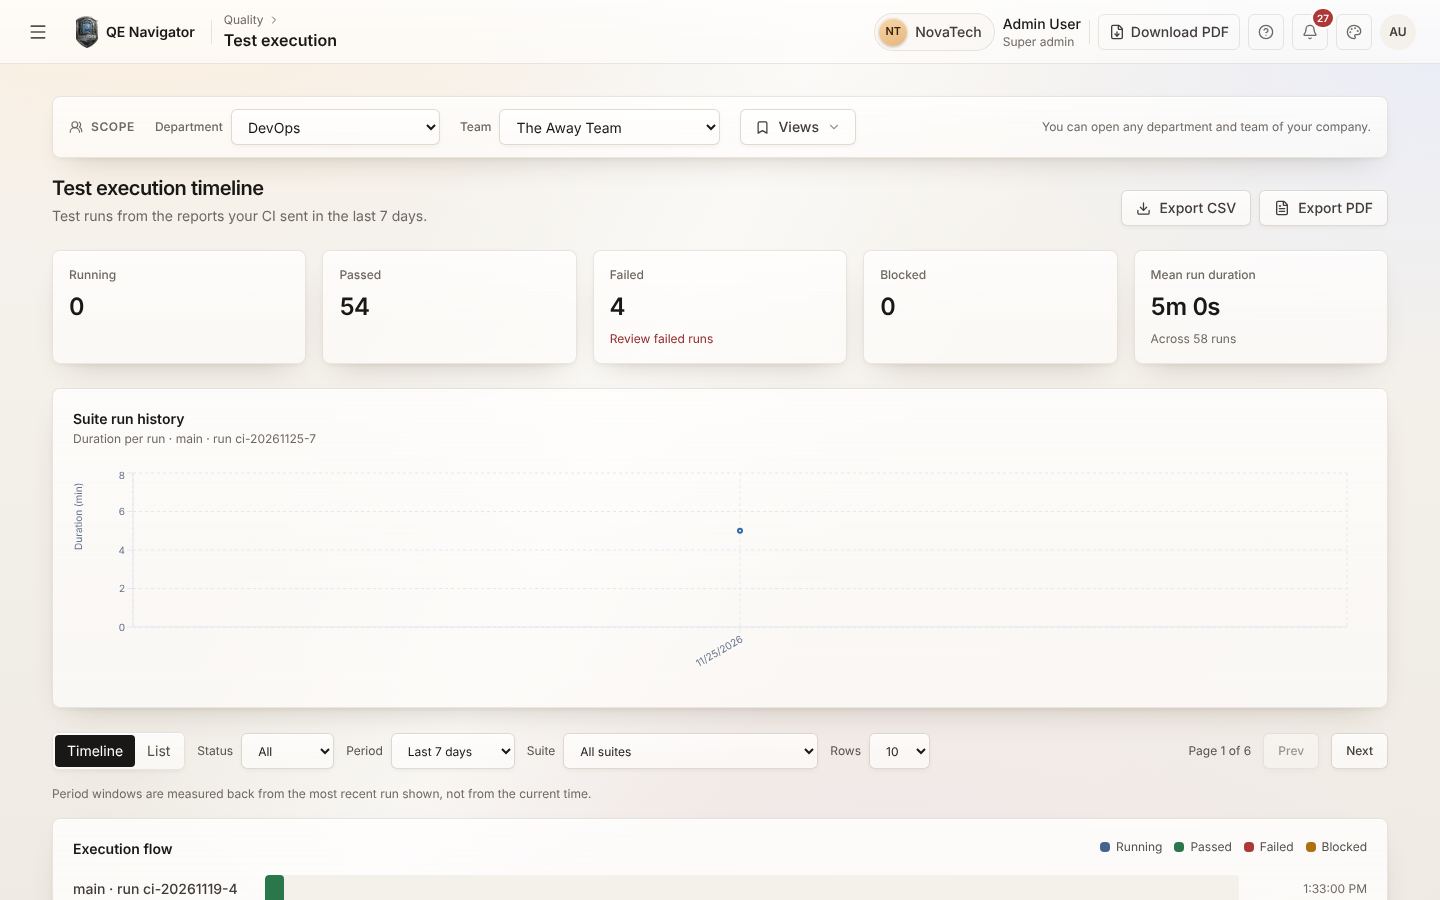 QE Navigator
Quality
Test execution
NT NovaTech
Admin User
Super admin
Download PDF
27
AU
SCOPE
Department
DevOps
Team
The Away Team
Views
You can open any department and team of your company.
Test execution timeline
Test runs from the reports your CI sent in the last 7 days.
Export CSV
Export PDF
Running
0
Passed
54
Failed
4
Review failed runs
Blocked
0
Mean run duration
5m 0s
Across 58 runs
Suite run history
Duration per run · main · run ci-20261125-7
Duration (min)
8
6
4
2
0
11/25/2026
Timeline
List
Status
All
Period
Last 7 days
Suite
All suites
Rows
10
Page 1 of 6
Prev
Next
Period windows are measured back from the most recent run shown, not from the current time.
Execution flow
Running
Passed
Failed
Blocked
main · run ci-20261119-4
1:33:00 PM